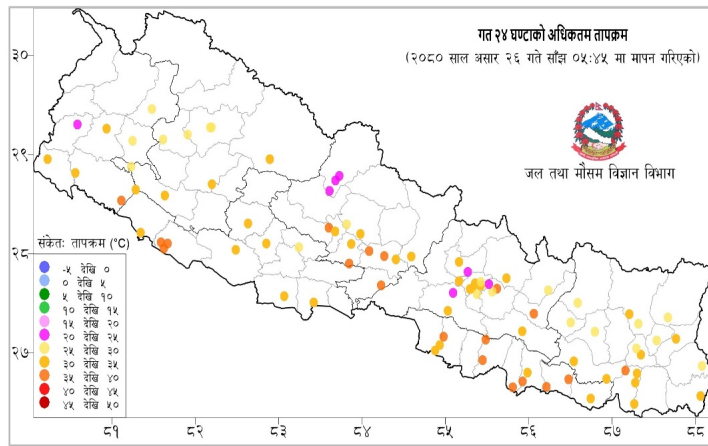 गत २४ घण्टाको अधिकतम तापक्रम
(२०८० साल असार २६ गते साँझ ०५:४५ मा मापन गरिएको)
जल तथा मौसम विज्ञान विभाग
३०
२९
२८
२७
संकेतः तापक्रम (°C)
-५ देखि ०
० देखि ५
५ देखि १०
१० देखि १५
१५ देखि २०
२० देखि २५
२५ देखि ३०
३० देखि ३५
३५ देखि ४०
४० देखि ४५
४५ देखि ५०
८१ ८२ ८३ ८४ ८५ ८६ ८७ ८८